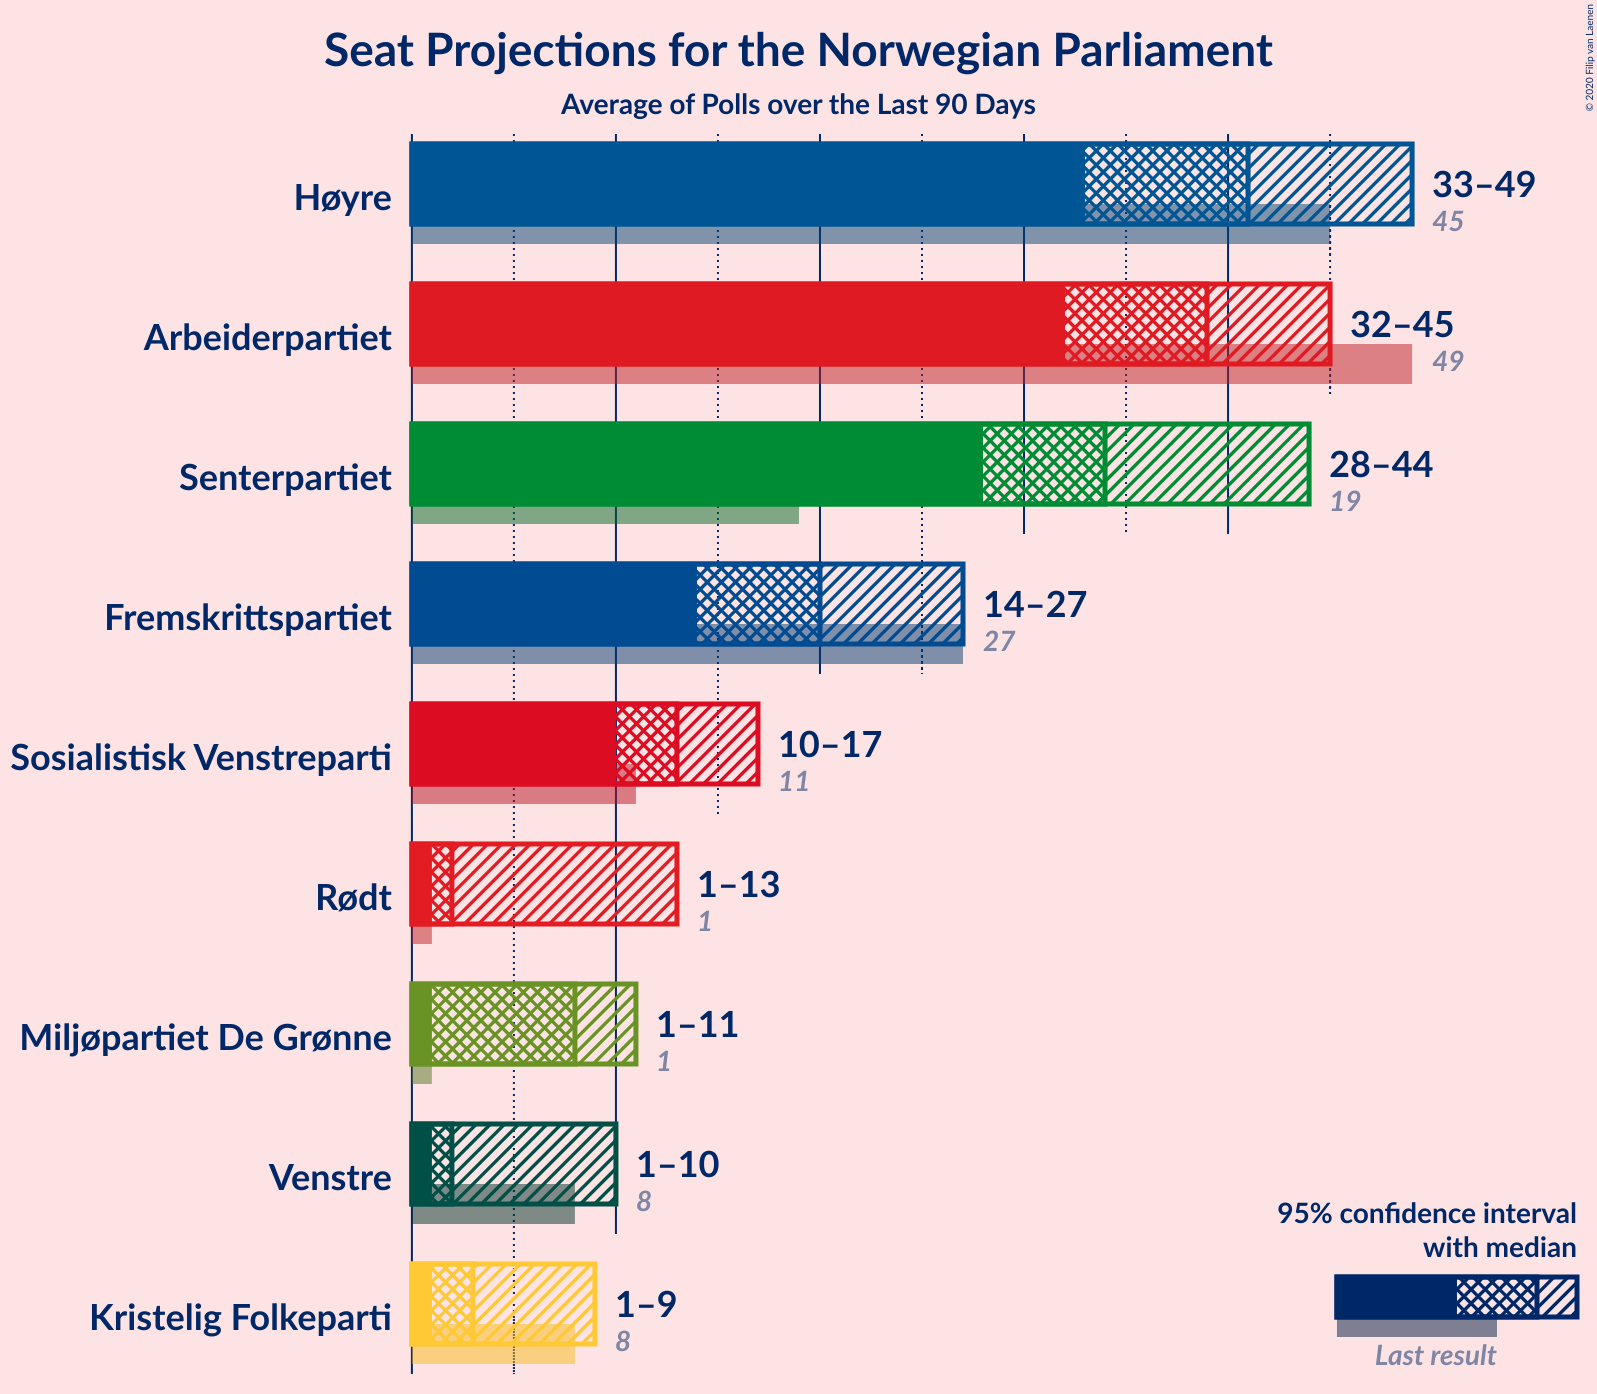 Seat Projections for the Norwegian Parliament
Average of Polls over the Last 90 Days
© 2020 Filip van Laenen
Høyre
33–49
45
Arbeiderpartiet
32–45
49
Senterpartiet
28–44
19
Fremskrittspartiet
14–27
27
Sosialistisk Venstreparti
10–17
11
Rødt
1–13
1
Miljøpartiet De Grønne
1–11
1
Venstre
1–10
8
Kristelig Folkeparti
1–9
8
95% confidence interval
with median
Last result